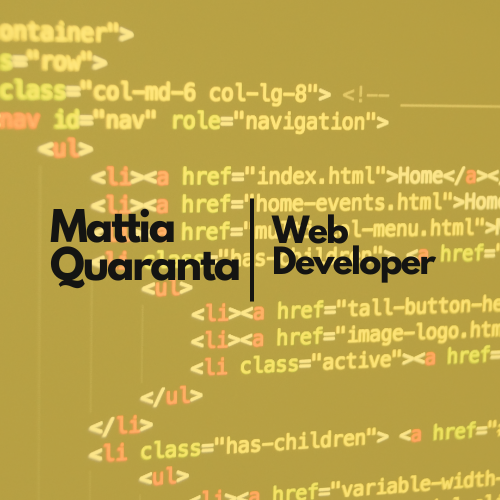 ontainer">
s="row">
class="col-md-6 col-lg-8"> <!--
nav id="nav" role="navigation">
<ul>
<li><a href="index.html">Home</a><
<li><a href="home-events.html">Home
<li><a href="mu l-menu.html">
Mattia
Quaranta
Web
Developer
<li class="has-children"> <a href=
<ul>
<li><a href="tall-button-he
<li><a href="image-logo.htm
<li class="active"><a href=
</ul>
</li>
<li class="has-children"> <a href="#
<ul>
<li><a href="variable-width-